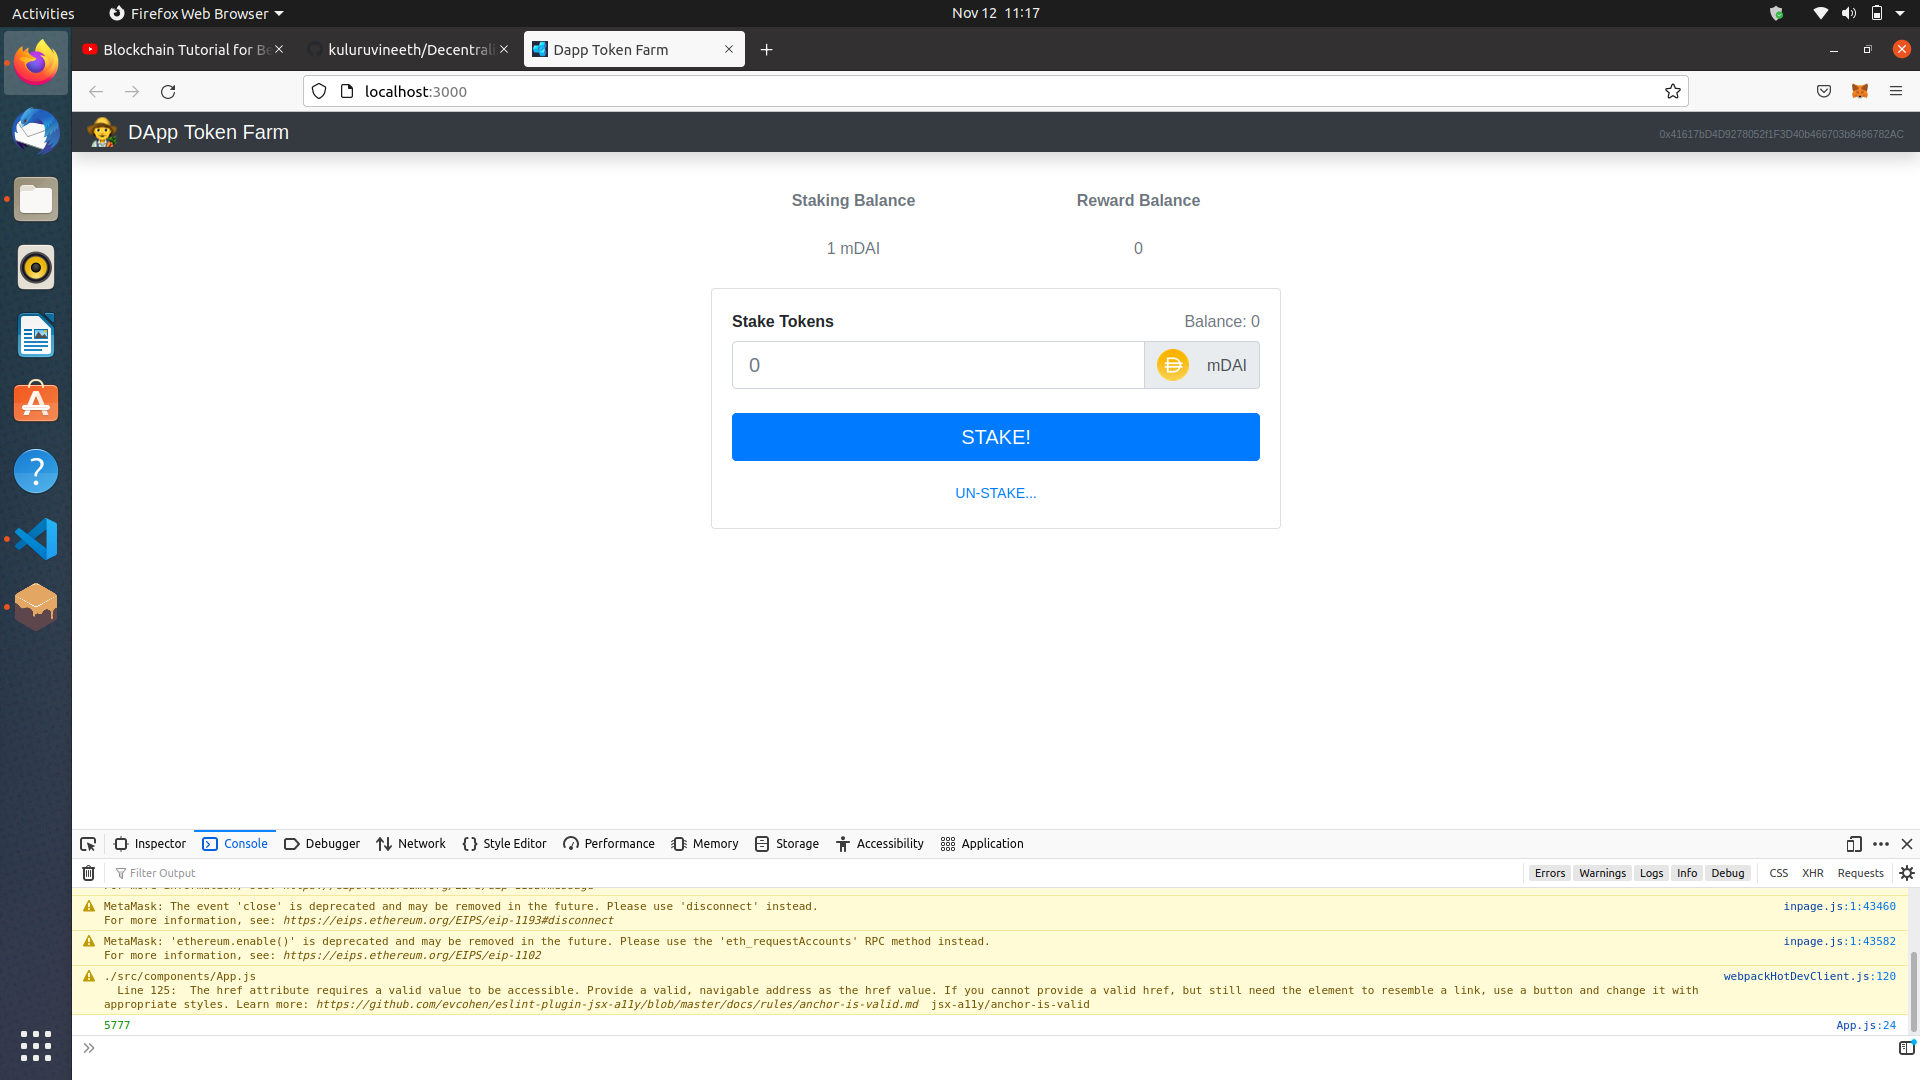 Activities
Firefox Web Browser
Nov 12 11:17
Blockchain Tutorial for Be
kuluruvineeth/Decentrali
Dapp Token Farm
localhost:3000
DApp Token Farm
0x41617bD4D9278052f1F3D40b466703b8486782AC
Staking Balance
Reward Balance
1 mDAI
0
Stake Tokens
Balance: 0
0
mDAI
STAKE!
UN-STAKE...
Inspector
Console
Debugger
Network
Style Editor
Performance
Memory
Storage
Accessibility
Application
Filter Output
Errors
Warnings
Logs
Info
Debug
CSS
XHR
Requests
MetaMask: The event 'close' is deprecated and may be removed in the future. Please use 'disconnect' instead.
For more information, see: https://eips.ethereum.org/EIPS/eip-1193#disconnect
inpage.js:1:43460
MetaMask: 'ethereum.enable()' is deprecated and may be removed in the future. Please use the 'eth_requestAccounts' RPC method instead.
For more information, see: https://eips.ethereum.org/EIPS/eip-1102
inpage.js:1:43582
./src/components/App.js
webpackHotDevClient.js:120
Line 125: The href attribute requires a valid value to be accessible. Provide a valid, navigable address as the href value. If you cannot provide a valid href, but still need the element to resemble a link, use a button and change it with
appropriate styles. Learn more: https://github.com/evcohen/eslint-plugin-jsx-a11y/blob/master/docs/rules/anchor-is-valid.md jsx-a11y/anchor-is-valid
5777
App.js:24